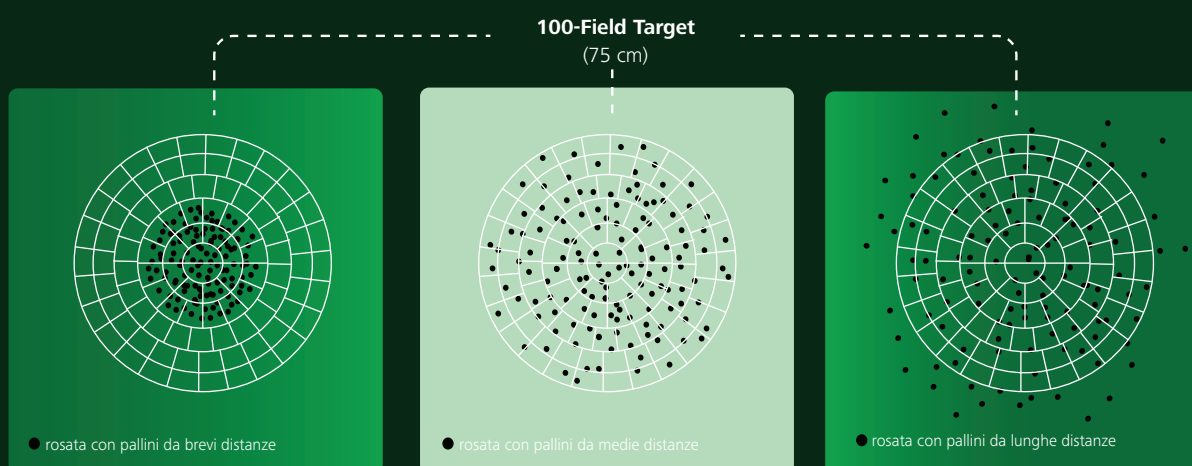 100-Field Target
(75 cm)
rosata con pallini da brevi distanze
rosata con pallini da medie distanze
rosata con pallini da lunghe distanze